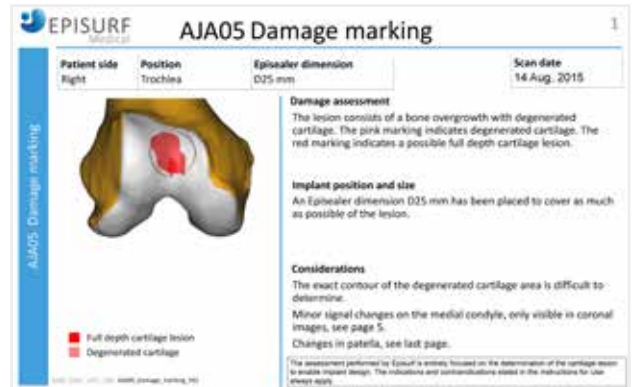 EPISURF
Medical
AJA05 Damage marking
1
Patient side
Position
Episealer dimension
Scan date
Right
Trochlea
D25 mm
14 Aug, 2015
AJA05 Damage marking
Damage assessment
The lesion consists of a bone overgrowth with degenerated
cartilage. The pink marking indicates degenerated cartilage. The
red marking indicates a possible full depth cartilage lesion.
Implant position and size
An Episealer dimension D25 mm has been placed to cover as much
as possible of the lesion.
Considerations
The exact contour of the degenerated cartilage area is difficult to
determine.
Minor signal changes on the medial condyle, only visible in coronal
images, see page 5.
Changes in patella, see last page.
Full depth cartilage lesion
Degenerated cartilage
The assessment performed by Episurf is entirely focused on the determination of the cartilage lesion
to enable implant design. The indications and contraindications stated in the Instructions for Use
always apply.